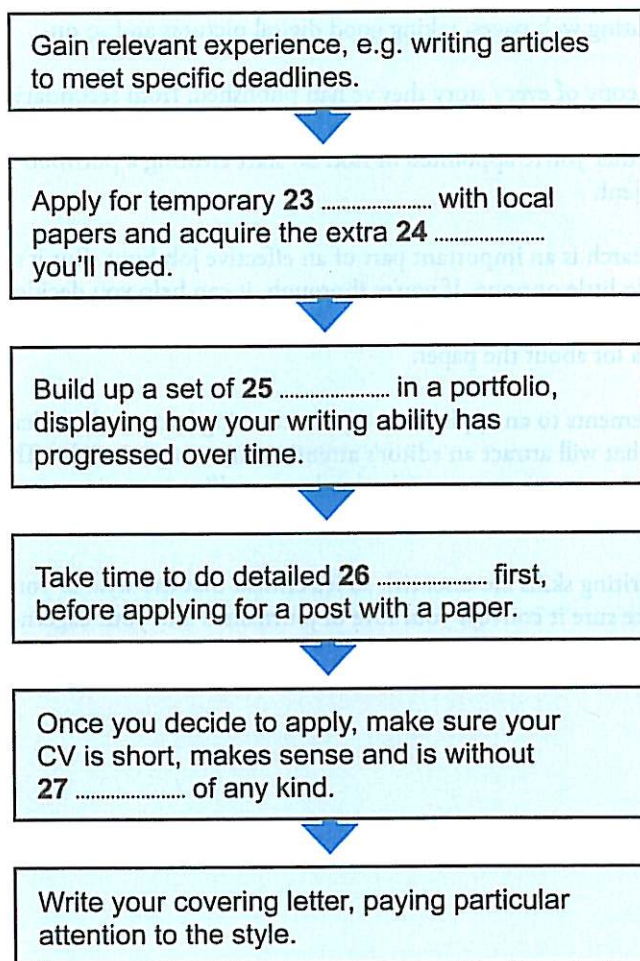 Gain relevant experience, e.g. writing articles
to meet specific deadlines.
Apply for temporary 23 .................... with local
papers and acquire the extra 24 ....................
you'll need.
Build up a set of 25 .................... in a portfolio,
displaying how your writing ability has
progressed over time.
Take time to do detailed 26 .................... first,
before applying for a post with a paper.
Once you decide to apply, make sure your
CV is short, makes sense and is without
27 .................... of any kind.
Write your covering letter, paying particular
attention to the style.